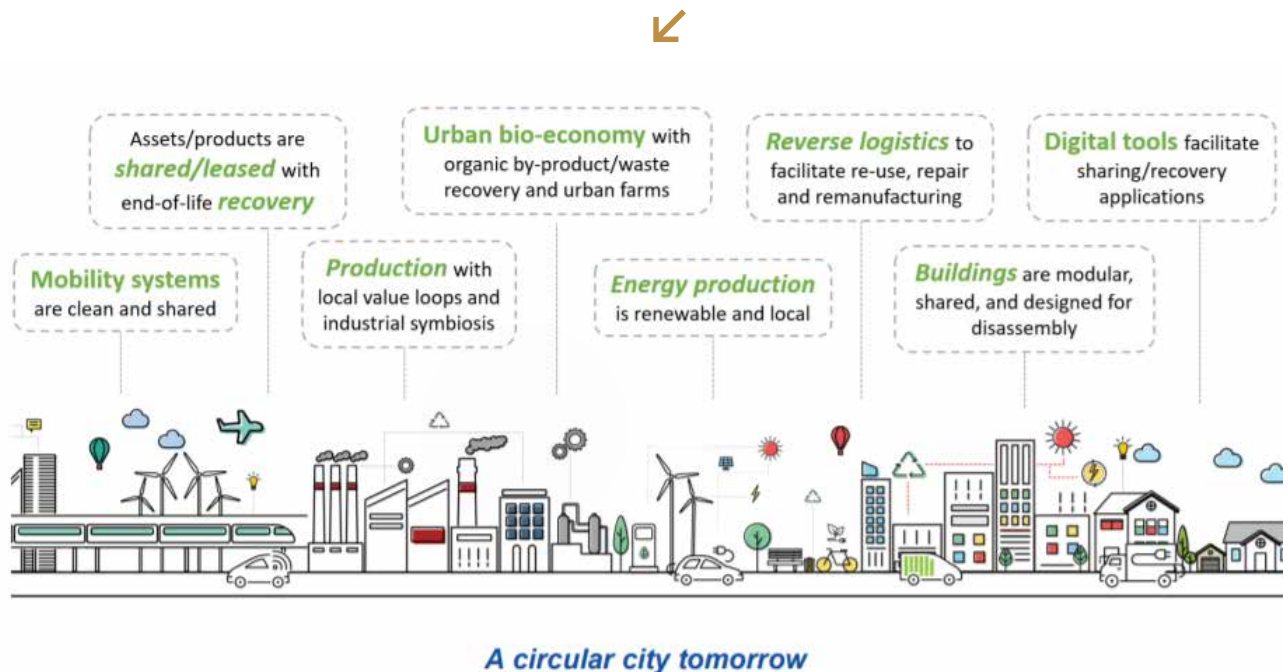 Assets/products are
shared/leased with
end-of-life recovery
Urban bio-economy with
organic by-product/waste
recovery and urban farms
Reverse logistics to
facilitate re-use, repair
and remanufacturing
Digital tools facilitate
sharing/recovery
applications
Mobility systems
are clean and shared
Production with
local value loops and
industrial symbiosis
Energy production
is renewable and local
Buildings are modular,
shared, and designed for
disassembly
A circular city tomorrow